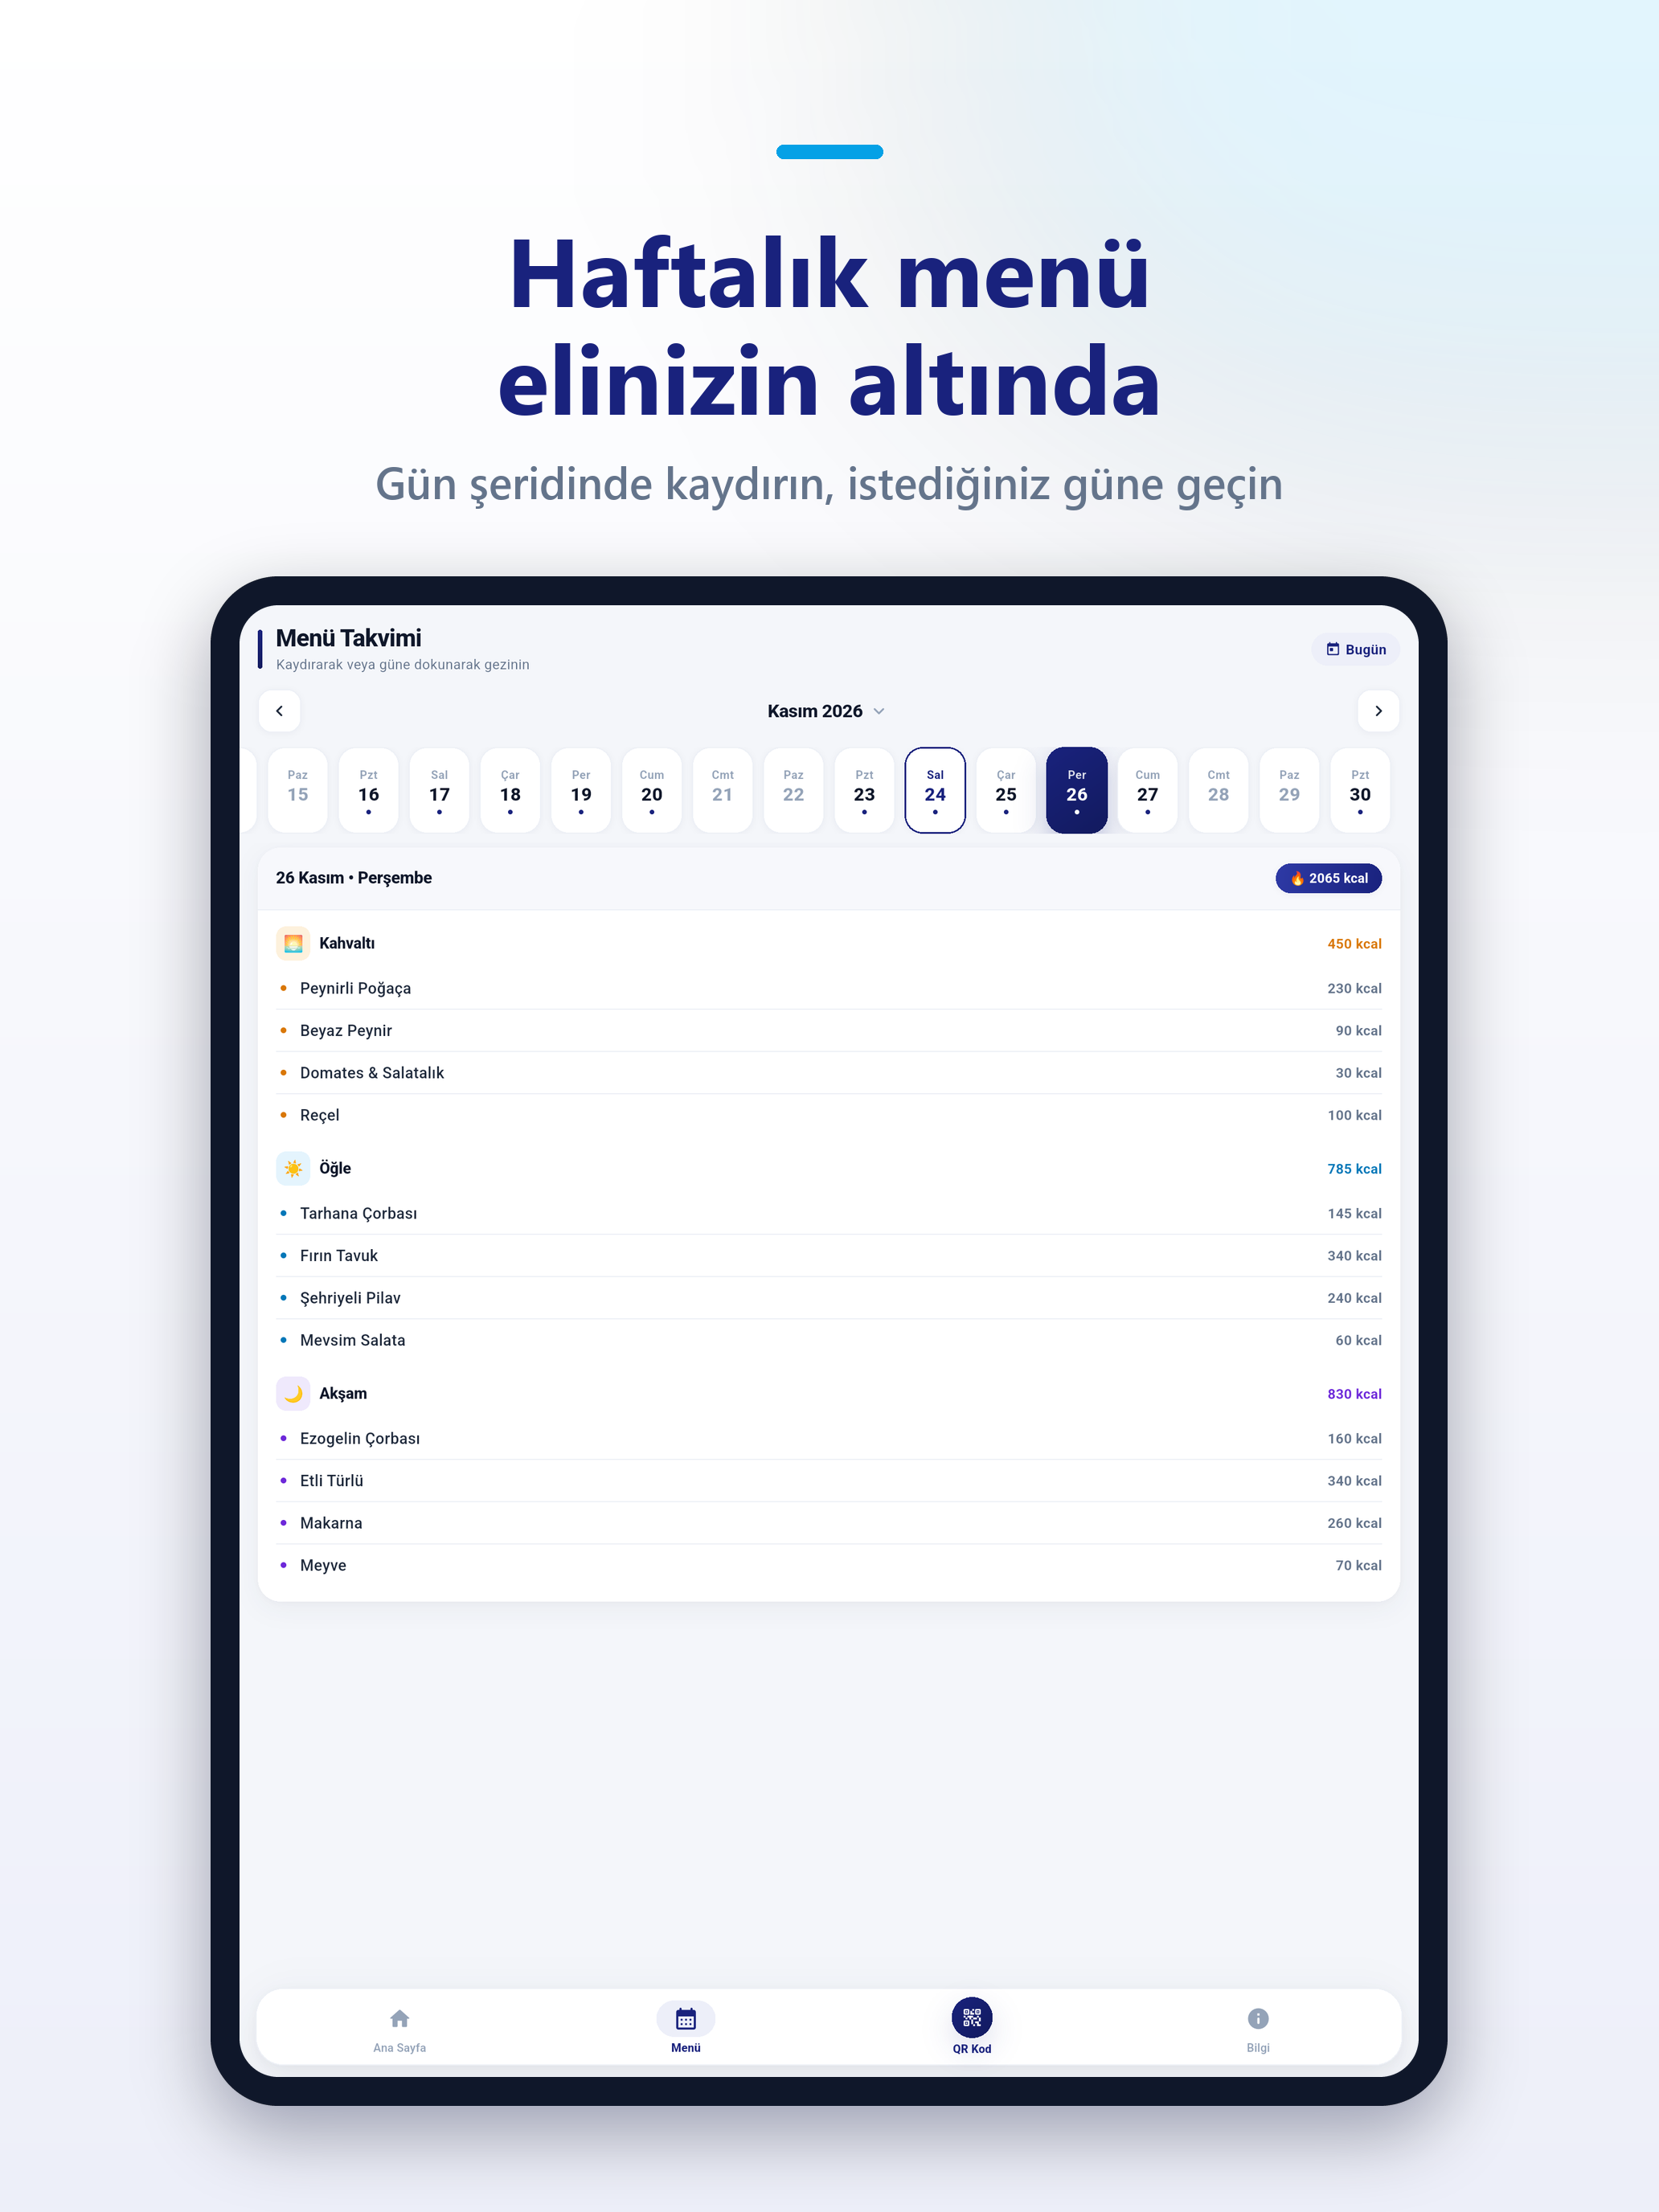 Haftalık menü
elinizin altında
Gün şeridinde kaydırın, istediğiniz güne geçin
Menü Takvimi
Kaydırarak veya güne dokunarak gezinin
Bugün
Kasım 2026
Paz Pzt Sal Çar Per Cum Cmt Paz Pzt Sal Çar Per Cum Cmt Paz Pzt
15 16 17 18 19 20 21 22 23 24 25 26 27 28 29 30
26 Kasım • Perşembe 🔥 2065 kcal
Kahvaltı 450 kcal
Peynirli Poğaça 230 kcal
Beyaz Peynir 90 kcal
Domates & Salatalık 30 kcal
Reçel 100 kcal
Öğle 785 kcal
Tarhana Çorbası 145 kcal
Fırın Tavuk 340 kcal
Şehriyeli Pilav 240 kcal
Mevsim Salata 60 kcal
Akşam 830 kcal
Ezogelin Çorbası 160 kcal
Etli Türlü 340 kcal
Makarna 260 kcal
Meyve 70 kcal
Ana Sayfa Menü QR Kod Bilgi